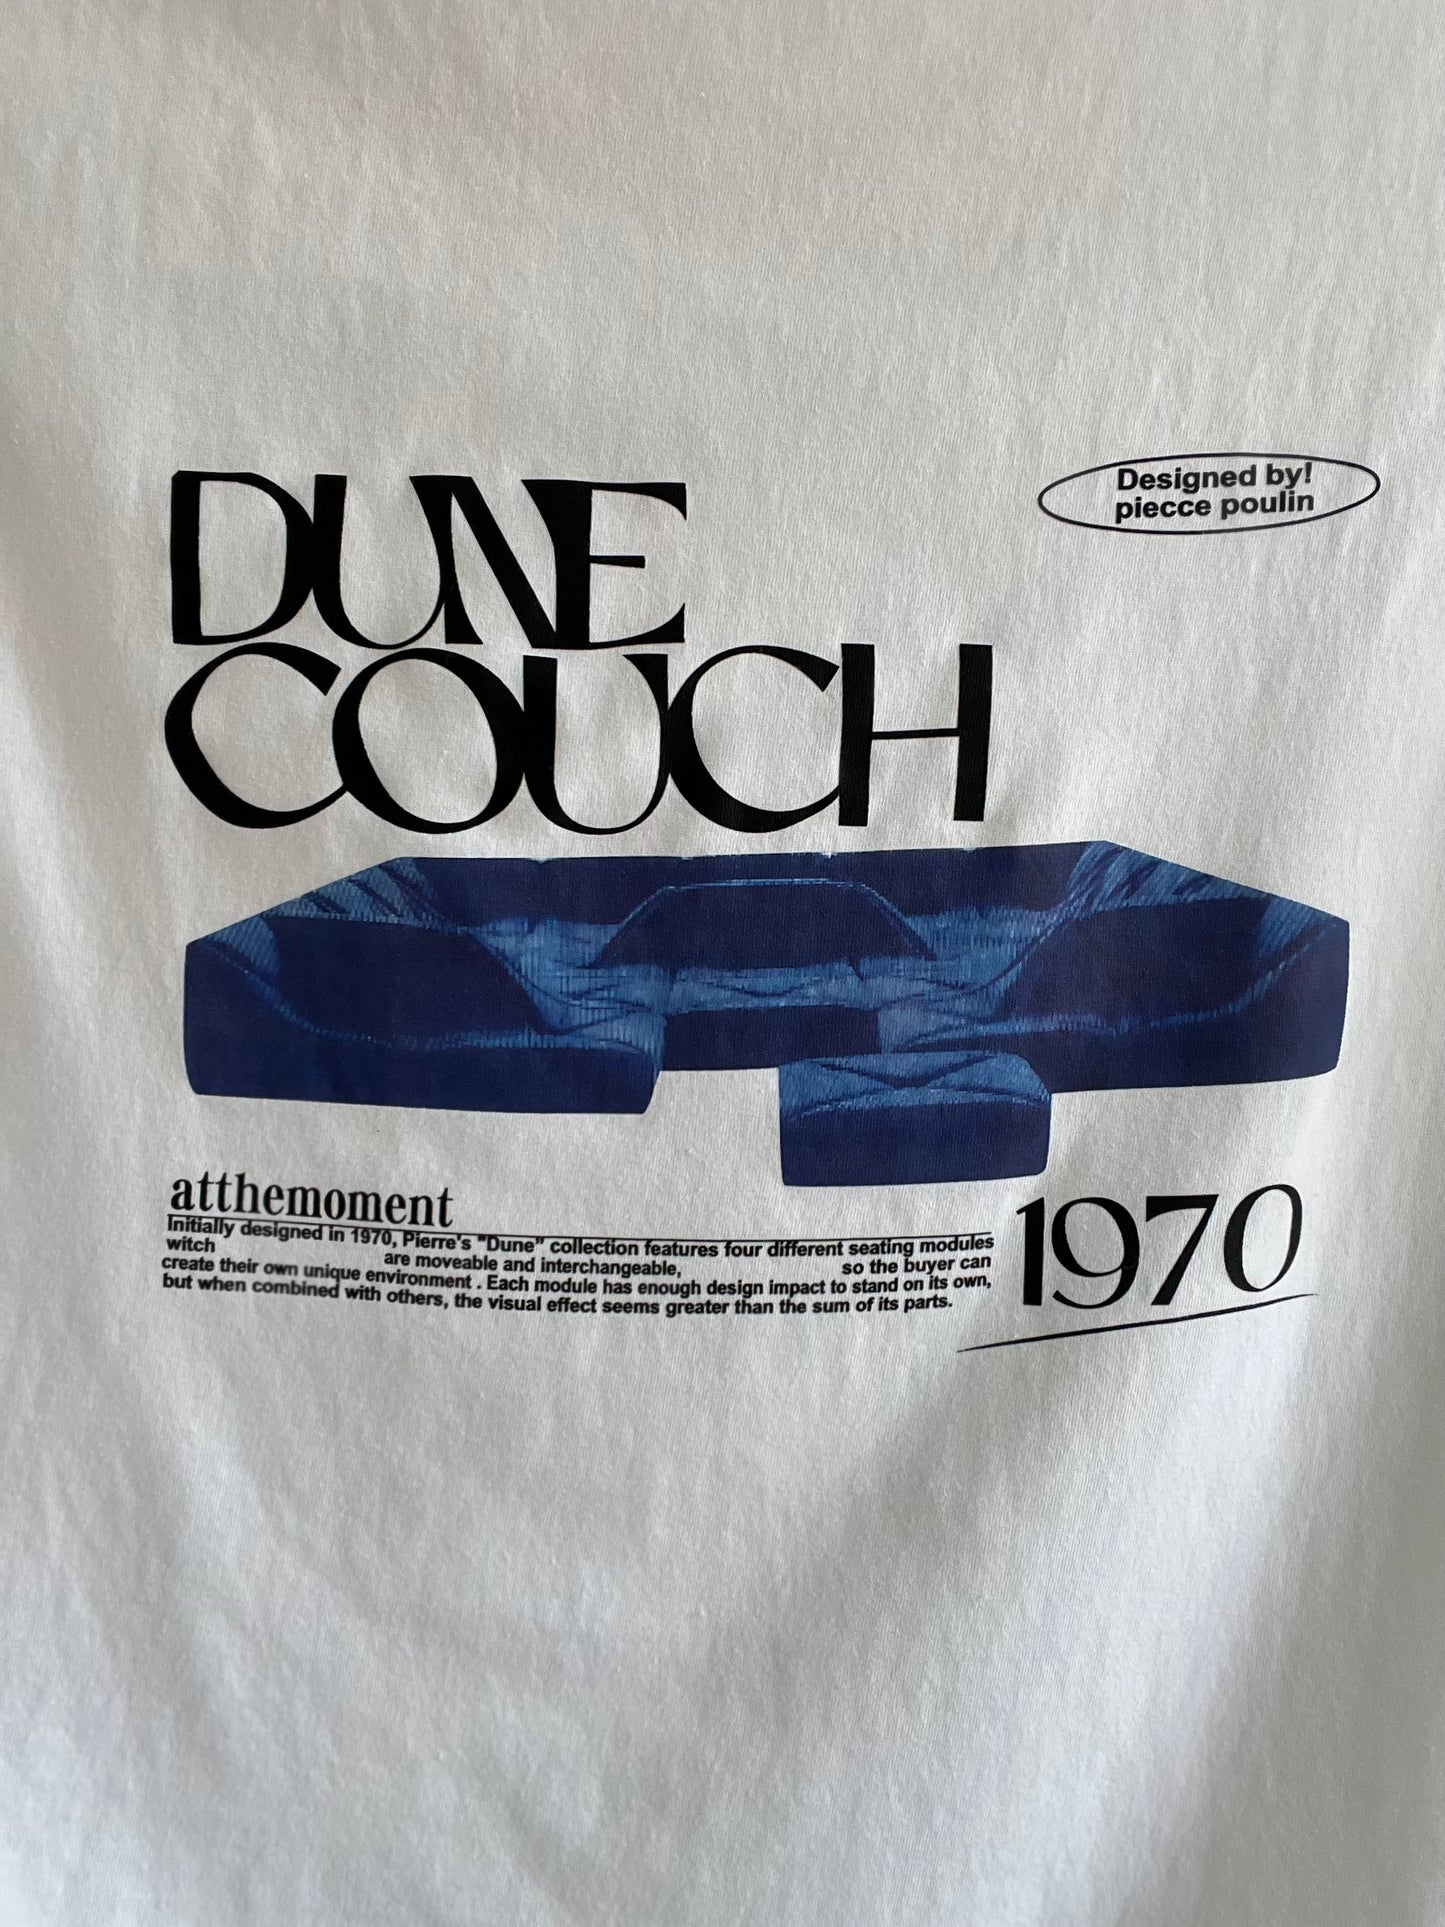 DUNE
COUCH
Designed by!
piecce poulin
atthemoment
Initially designed in 1970, Pierre's "Dune" collection features four different seating modules
witch are moveable and interchangeable, so the buyer can
create their own unique environment . Each module has enough design impact to stand on its own,
but when combined with others, the visual effect seems greater than the sum of its parts.
1970